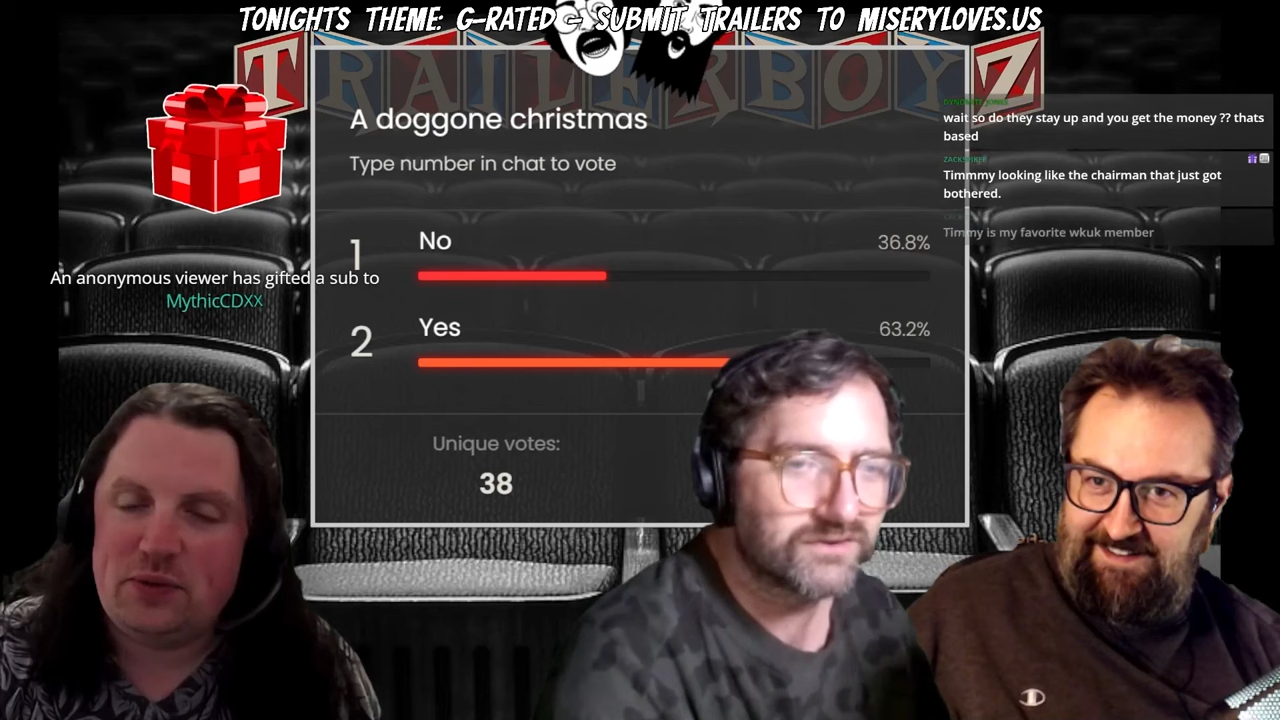 TONIGHTS THEME: G-RATED - SUBMIT TRAILERS TO MISERYLOVES.US
TRAILERBOYZ
A doggone christmas
Type number in chat to vote
1 No 36.8%
2 Yes 63.2%
Unique votes:
38
An anonymous viewer has gifted a sub to
MythicCDXX
wait so do they stay up and you get the money ?? thats
based
Timmmy looking like the chairman that just got
bothered.
Timmy is my favorite wkuk member